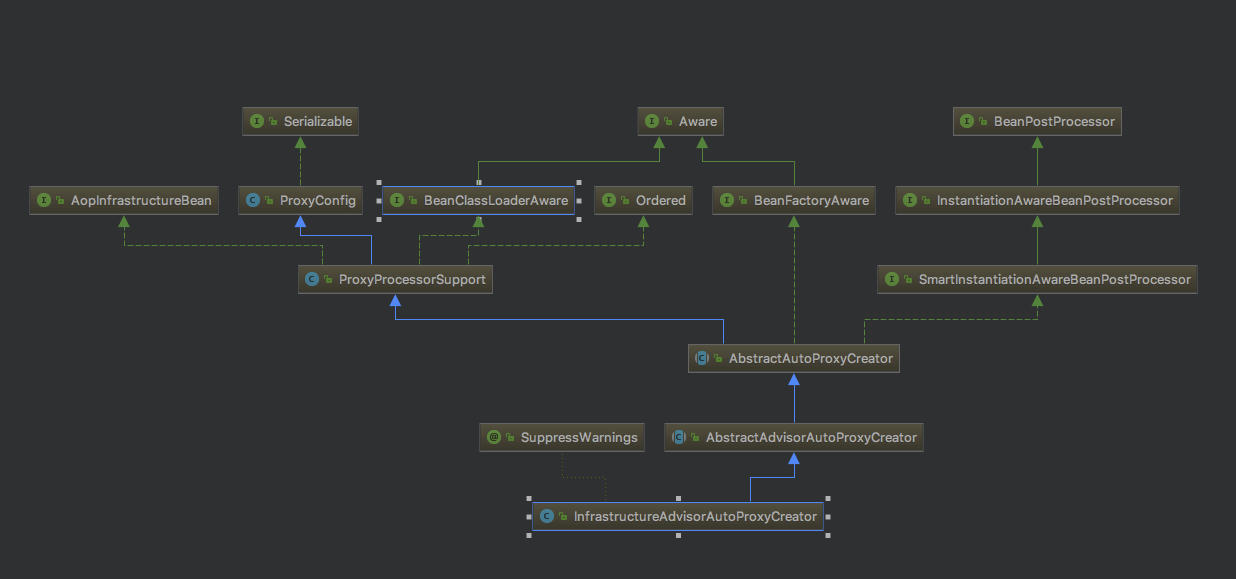 Serializable
Aware
BeanPostProcessor
AopInfrastructureBean
ProxyConfig
BeanClassLoaderAware
Ordered
BeanFactoryAware
InstantiationAwareBeanPostProcessor
ProxyProcessorSupport
SmartInstantiationAwareBeanPostProcessor
AbstractAutoProxyCreator
SuppressWarnings
AbstractAdvisorAutoProxyCreator
InfrastructureAdvisorAutoProxyCreator